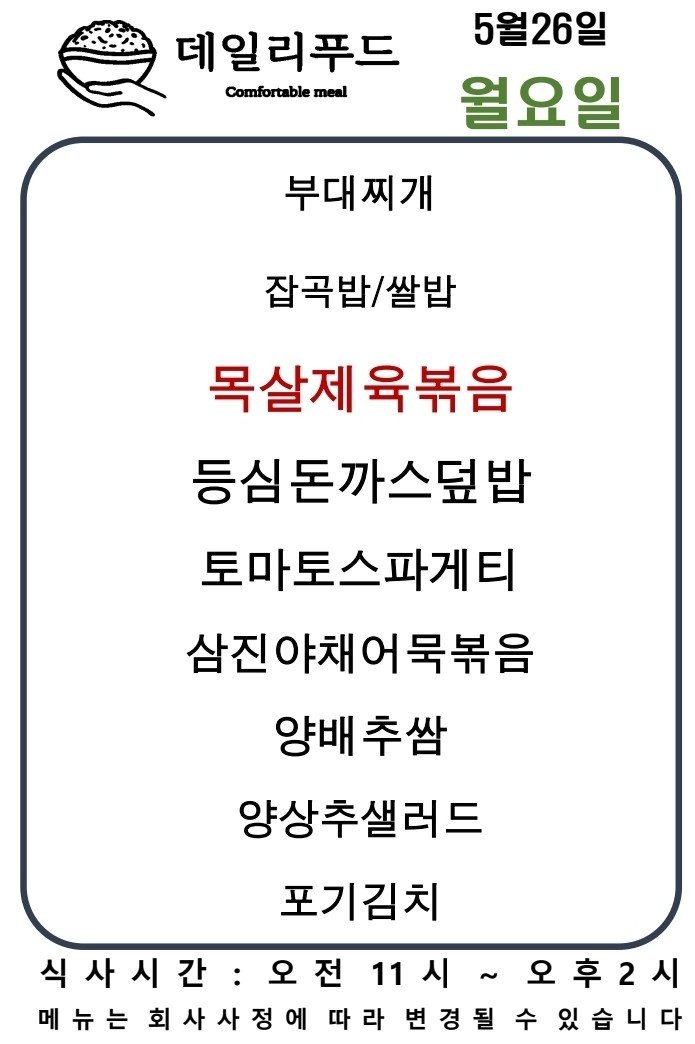 데일리푸드
Comfortable meal
5월26일
월요일
부대찌개
잡곡밥/쌀밥
목살제육볶음
등심돈까스덮밥
토마토스파게티
삼진야채어묵볶음
양배추쌈
양상추샐러드
포기김치
식사시간 : 오전 11시 ~ 오후2시
메뉴는 회사사정에 따라 변경될 수 있습니다